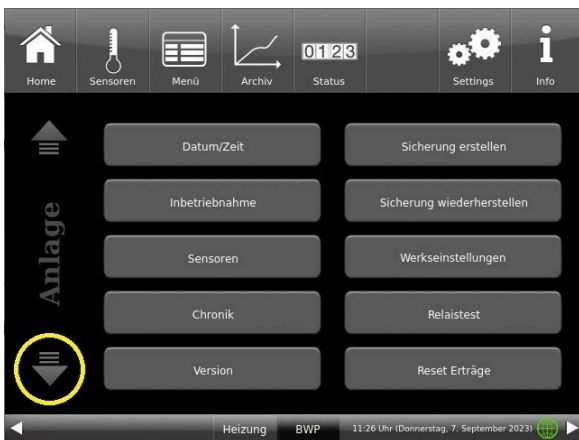 0123
Home
Sensoren
Menü
Archiv
Status
Settings
Info
Anlage
Datum/Zeit
Sicherung erstellen
Inbetriebnahme
Sicherung wiederherstellen
Sensoren
Werkseinstellungen
Chronik
Relaistest
Version
Reset Erträge
Heizung
BWP
11:26 Uhr (Donnerstag, 7. September 2023)